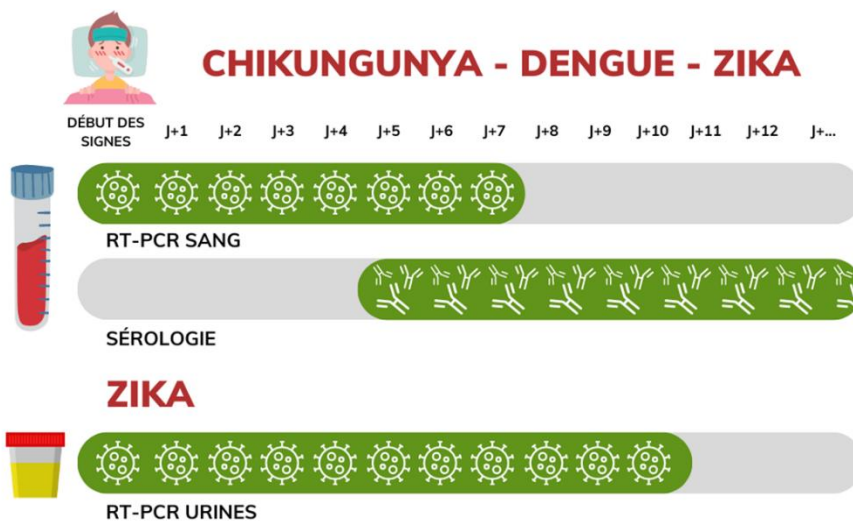 CHIKUNGUNYA - DENGUE - ZIKA
DÉBUT DES
SIGNES
J+1 J+2 J+3 J+4 J+5 J+6 J+7 J+8 J+9 J+10 J+11 J+12 J+...
RT-PCR SANG
SÉROLOGIE
ZIKA
RT-PCR URINES